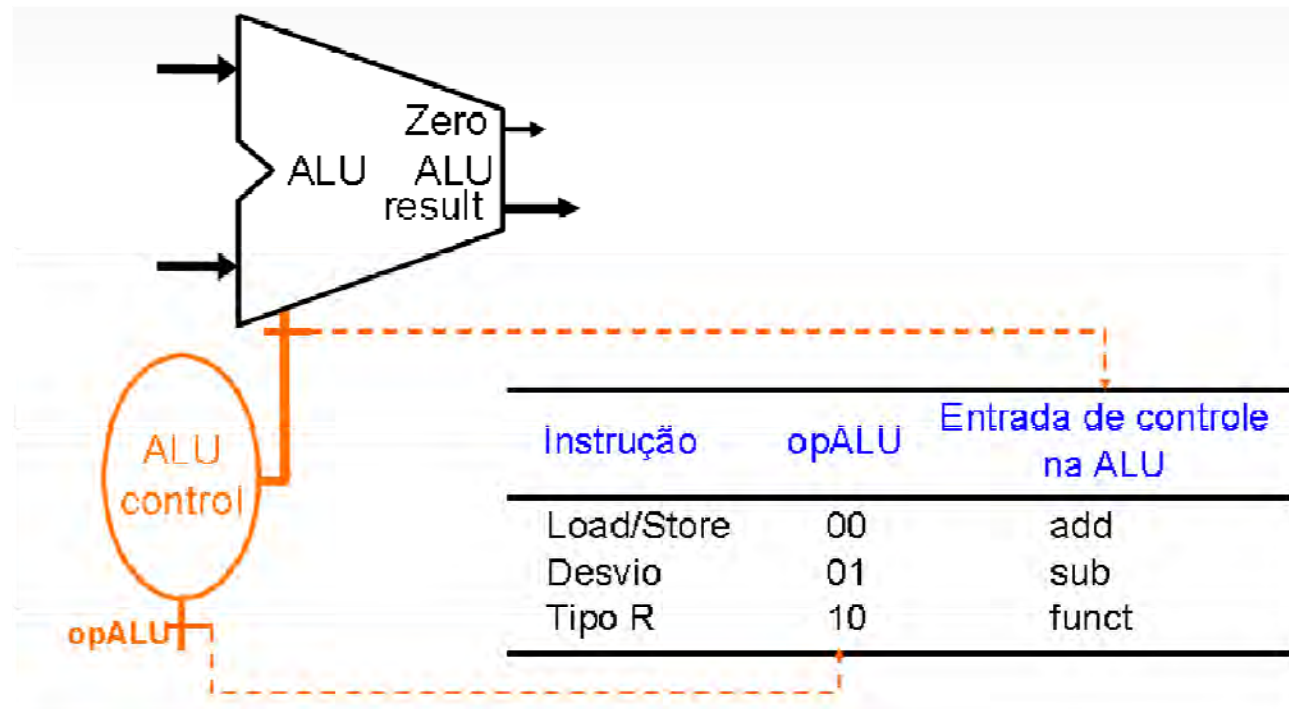 Zero
ALU ALU
result
ALU
control
opALU
Instrução opALU Entrada de controle
na ALU
Load/Store 00 add
Desvio 01 sub
Tipo R 10 funct